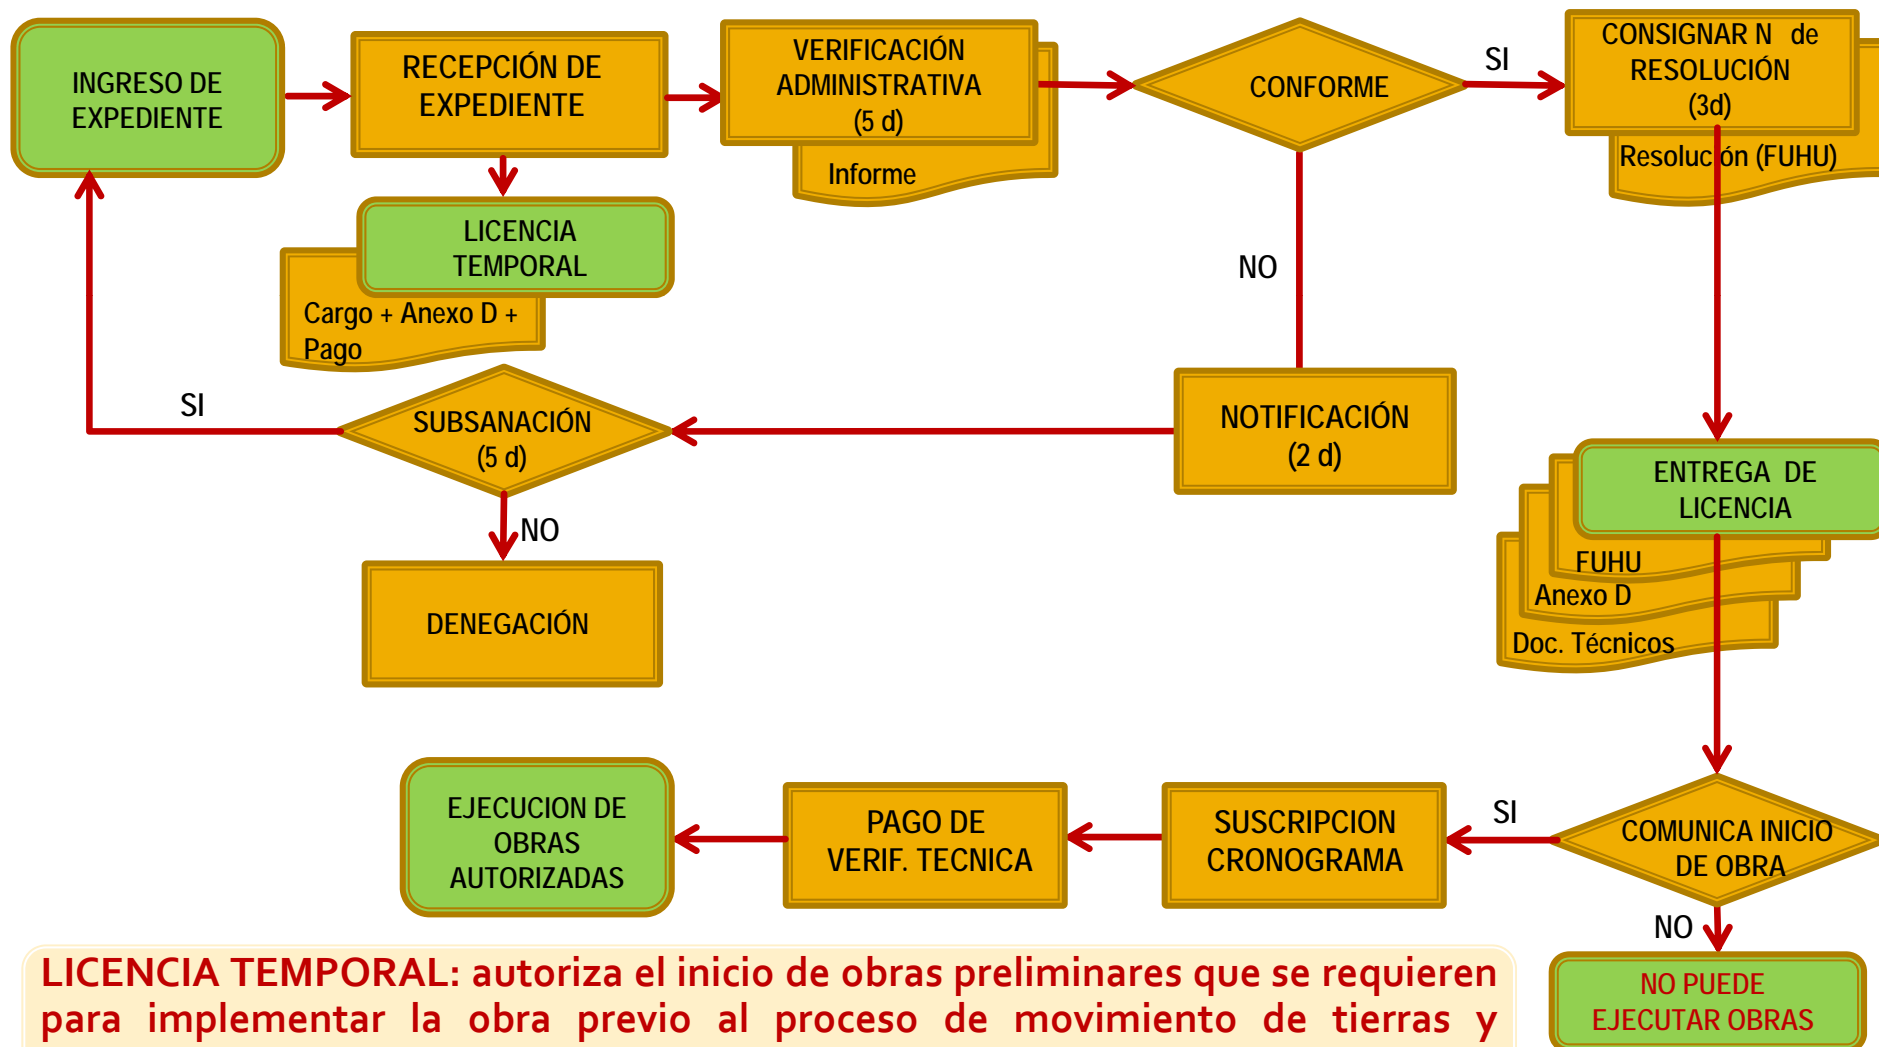 INGRESO DE
EXPEDIENTE
RECEPCIÓN DE
EXPEDIENTE
VERIFICACIÓN
ADMINISTRATIVA
(5 d)
Informe
CONFORME
SI
CONSIGNAR N de
RESOLUCIÓN
(3d)
Resolución (FUHU)
LICENCIA
TEMPORAL
Cargo + Anexo D +
Pago
NO
SI
SUBSANACIÓN
(5 d)
NOTIFICACIÓN
(2 d)
NO
DENEGACIÓN
ENTREGA DE
LICENCIA
FUHU
Anexo D
Doc. Técnicos
EJECUCION DE
OBRAS
AUTORIZADAS
PAGO DE
VERIF. TECNICA
SUSCRIPCION
CRONOGRAMA
SI
COMUNICA INICIO
DE OBRA
NO
NO PUEDE
EJECUTAR OBRAS
LICENCIA TEMPORAL: autoriza el inicio de obras preliminares que se requieren
para implementar la obra previo al proceso de movimiento de tierras y